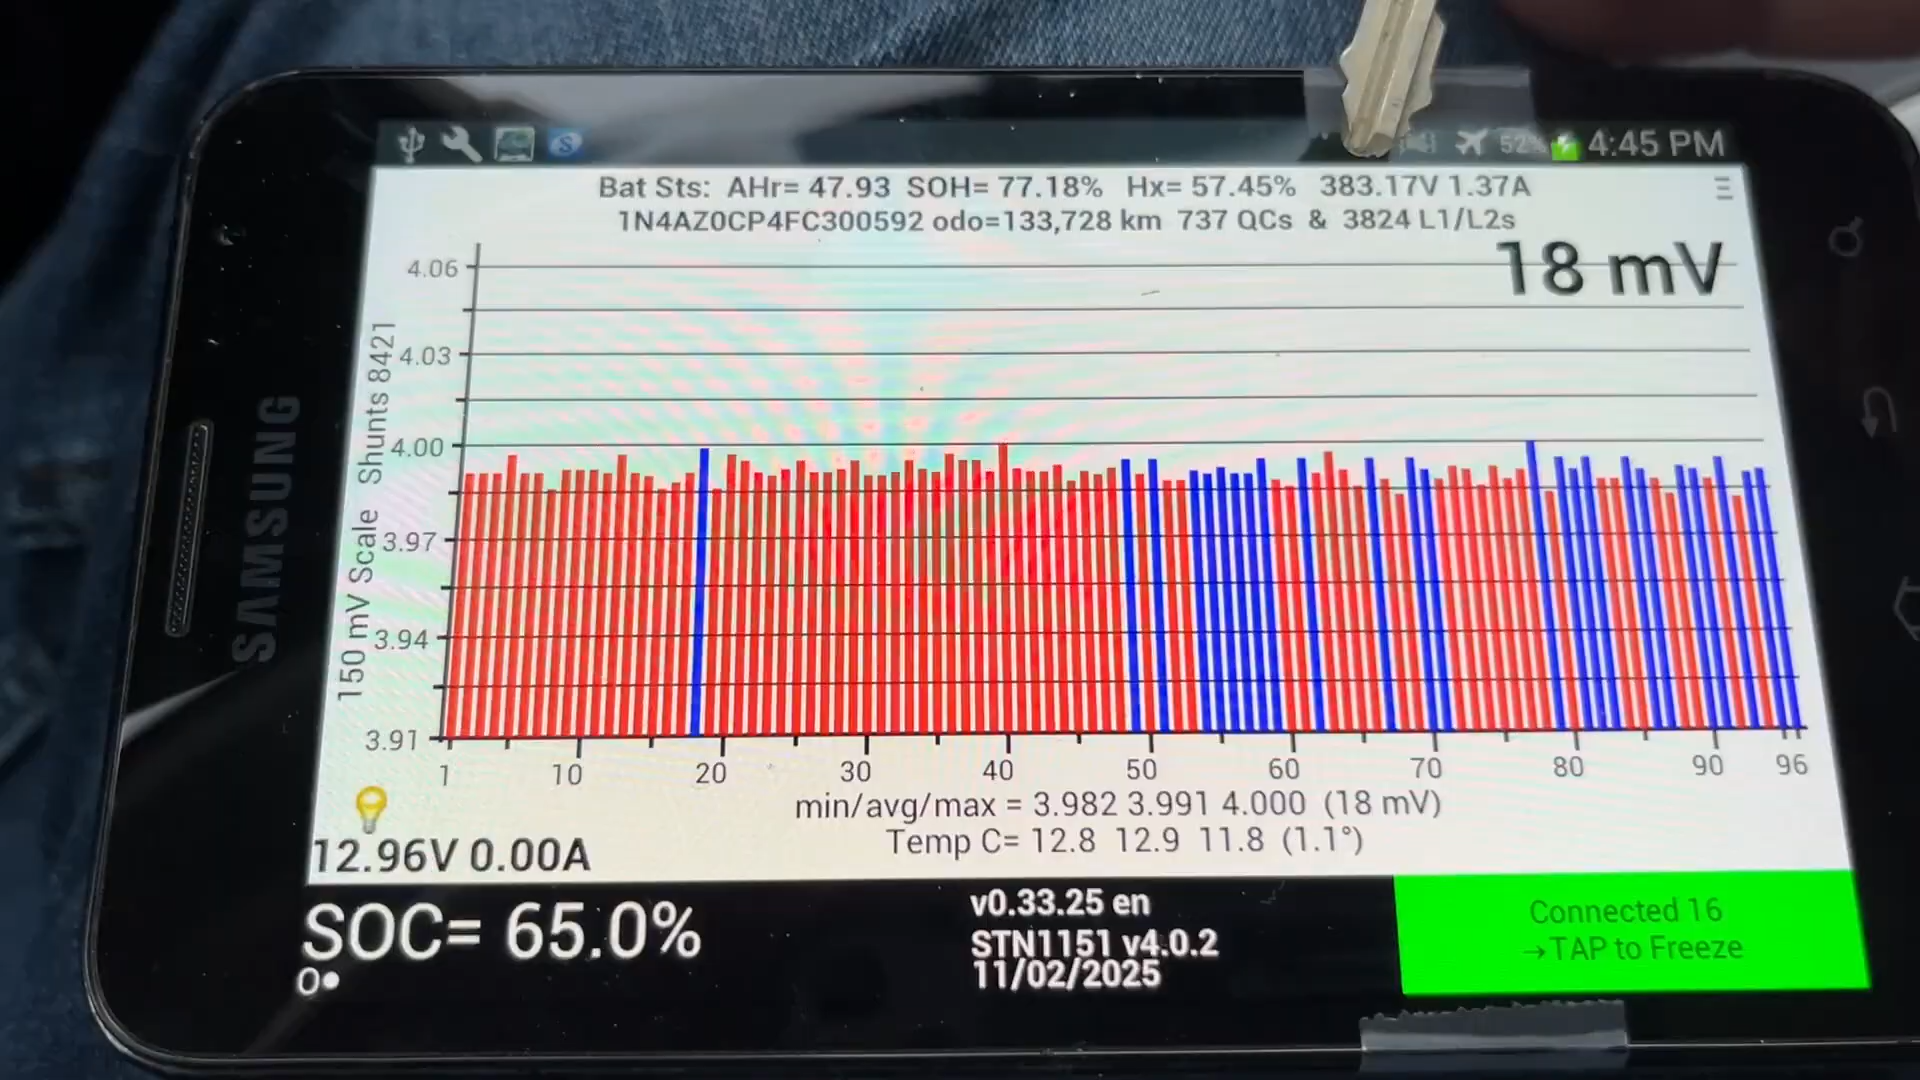 52% 4:45 PM
Bat Sts: AHr= 47.93 SOH= 77.18% Hx= 57.45% 383.17V 1.37A
1N4AZ0CP4FC300592 odo=133,728 km 737 QCs & 3824 L1/L2s
18 mV
4.06
4.03
4.00
3.97
3.94
3.91
150 mV Scale Shunts 8421
1 10 20 30 40 50 60 70 80 90 96
min/avg/max = 3.982 3.991 4.000 (18 mV)
Temp C= 12.8 12.9 11.8 (1.1°)
12.96V 0.00A
SOC= 65.0%
v0.33.25 en
STN1151 v4.0.2
11/02/2025
Connected 16
→TAP to Freeze
SAMSUNG